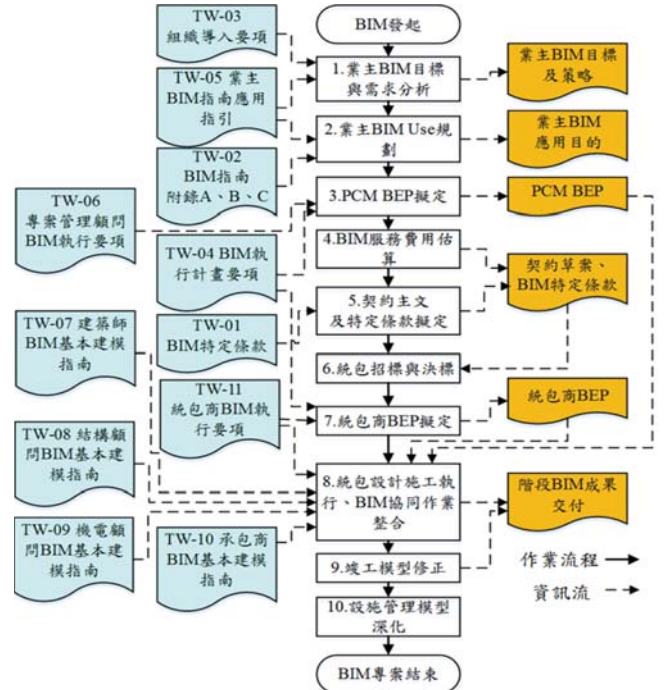 TW-03
組織導入要項
TW-05 業主
BIM指南應用
指引
TW-02
BIM指南
附錄A、B、C
TW-06
專案管理顧問
BIM執行要項
TW-04 BIM執
行計畫要項
TW-07 建築師
BIM基本建模
指南
TW-01
BIM特定條款
TW-11
統包商BIM執
行要項
TW-08 結構顧
問BIM基本建
模指南
TW-09 機電顧
問BIM基本建
模指南
TW-10 承包商
BIM基本建模
指南
BIM發起
1.業主BIM目標
與需求分析
2.業主BIM Use規
劃
3.PCM BEP擬定
4.BIM服務費用估
算
5.契約主文
及特定條款擬定
6.統包招標與決標
7.統包商BEP擬定
8.統包設計施工執
行、BIM協同作業
整合
9.竣工模型修正
10.設施管理模型
深化
BIM專案結束
業主BIM目標
及策略
業主BIM
應用目的
PCM BEP
契約草案、
BIM特定條款
統包商BEP
階段BIM成果
交付
作業流程
資訊流